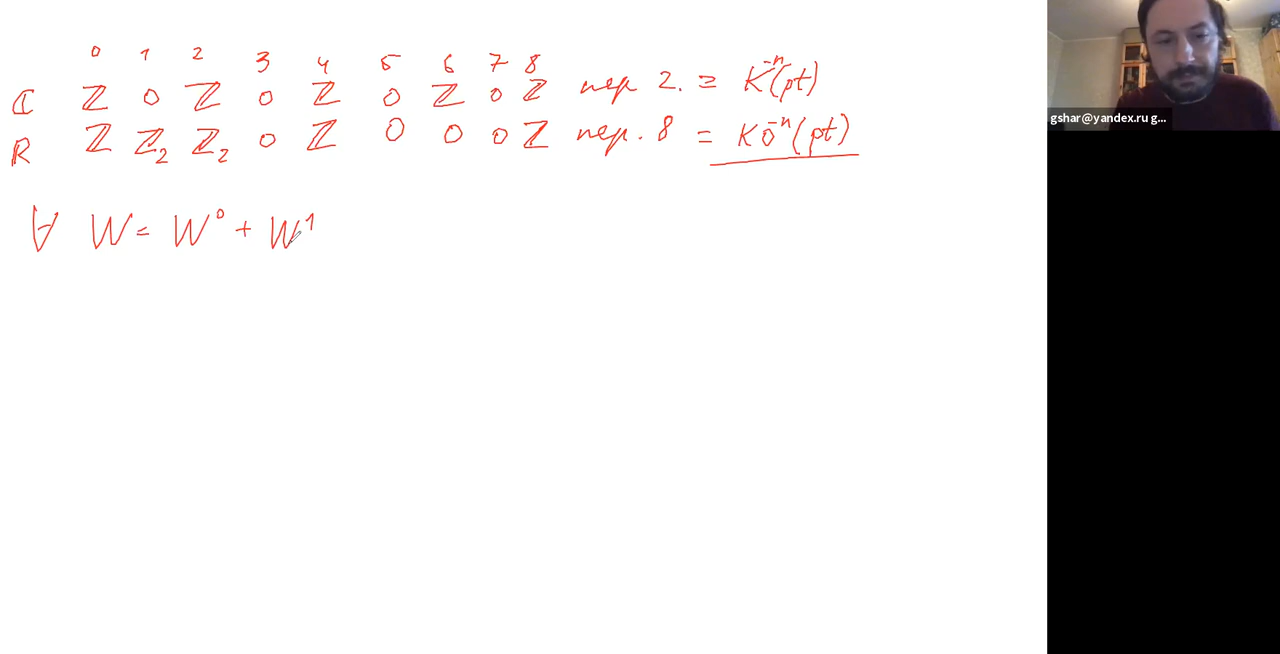 0 1 2 3 4 5 6 7 8
ℂ ℤ 0 ℤ 0 ℤ 0 ℤ 0 ℤ пер 2. = K⁻ⁿ(pt)
ℝ ℤ ℤ₂ ℤ₂ 0 ℤ 0 0 0 ℤ пер. 8 = KO⁻ⁿ(pt)
∀ W = W⁰ + W¹
gshar@yandex.ru g...